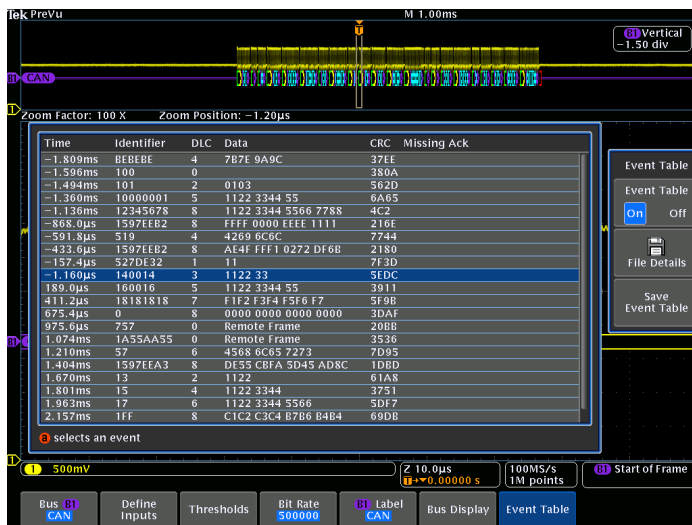 Tek PreVu M 1.00ms
T
B1 Vertical
−1.50 div
B1 CAN
1
Zoom Factor: 100 X Zoom Position: −1.20µs
Time Identifier DLC Data CRC Missing Ack
−1.809ms BEBEBE 4 7B7E 9A9C 37EE
−1.596ms 100 0 380A
−1.494ms 101 2 0103 562D
−1.360ms 10000001 5 1122 3344 55 6A65
−1.136ms 12345678 8 1122 3344 5566 7788 4C2
−868.0µs 1597EEB2 8 FFFF 0000 EEEE 1111 216E
−591.8µs 519 4 4269 6C6C 7744
−433.6µs 1597EEB2 8 AE4F FFF1 0272 DF6B 2180
−157.4µs 527DE32 1 11 7F3D
−1.160µs 140014 3 1122 33 5EDC
189.0µs 160016 5 1122 3344 55 3911
411.2µs 18181818 7 F1F2 F3F4 F5F6 F7 5F9B
675.4µs 0 8 0000 0000 0000 0000 3DAF
975.6µs 757 0 Remote Frame 20BB
1.074ms 1A55AA55 0 Remote Frame 3536
1.210ms 57 6 4568 6C65 7273 7D95
1.404ms 1597EEA3 8 DE55 CBFA 5D45 AD8C 1DBD
1.670ms 13 2 1122 61A8
1.801ms 15 4 1122 3344 3751
1.963ms 17 6 1122 3344 5566 5DF7
2.157ms 1FF 8 C1C2 C3C4 B7B6 B4B4 69DB
a selects an event
Event Table
Event Table
On Off
File Details
Save
Event Table
B1
1
1 500mV
Z 10.0µs
T→▾0.00000 s
100MS/s
1M points
B1 Start of Frame
Bus B1
CAN
Define
Inputs
Thresholds
Bit Rate
500000
B1 Label
CAN
Bus Display
Event Table